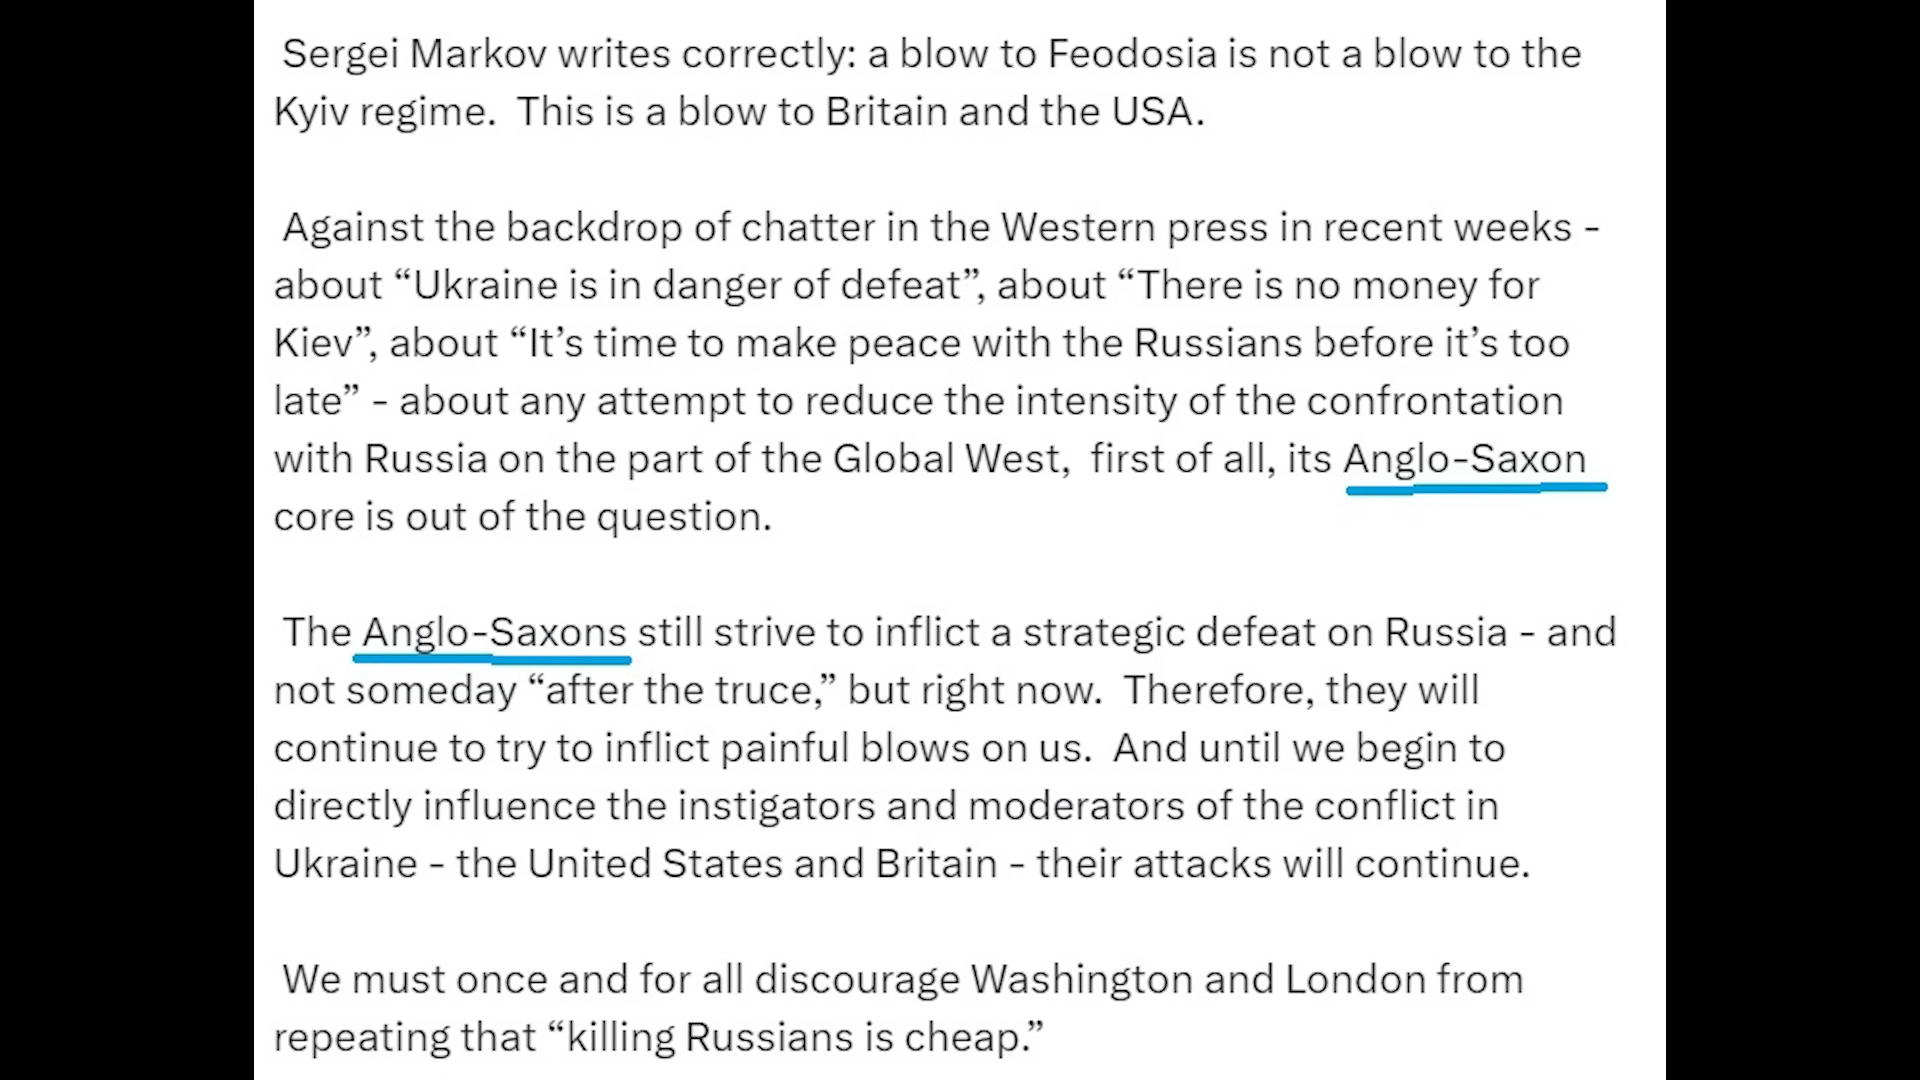 Sergei Markov writes correctly: a blow to Feodosia is not a blow to the
Kyiv regime.  This is a blow to Britain and the USA.
Against the backdrop of chatter in the Western press in recent weeks -
about “Ukraine is in danger of defeat”, about “There is no money for
Kiev”, about “It’s time to make peace with the Russians before it’s too
late” - about any attempt to reduce the intensity of the confrontation
with Russia on the part of the Global West,  first of all, its Anglo-Saxon
core is out of the question.
The Anglo-Saxons still strive to inflict a strategic defeat on Russia - and
not someday “after the truce,” but right now.  Therefore, they will
continue to try to inflict painful blows on us.  And until we begin to
directly influence the instigators and moderators of the conflict in
Ukraine - the United States and Britain - their attacks will continue.
We must once and for all discourage Washington and London from
repeating that “killing Russians is cheap.”